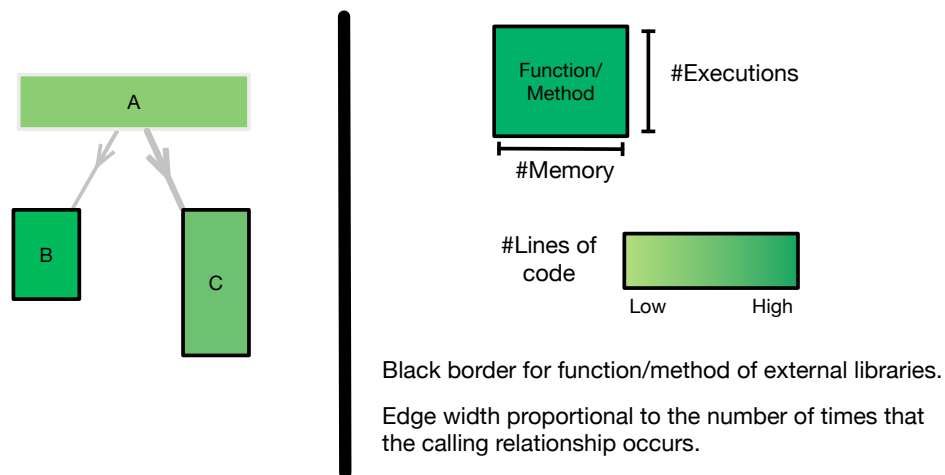 A
B
C
Function/
Method
#Executions
#Memory
#Lines of
code
Low
High
Black border for function/method of external libraries.
Edge width proportional to the number of times that
the calling relationship occurs.